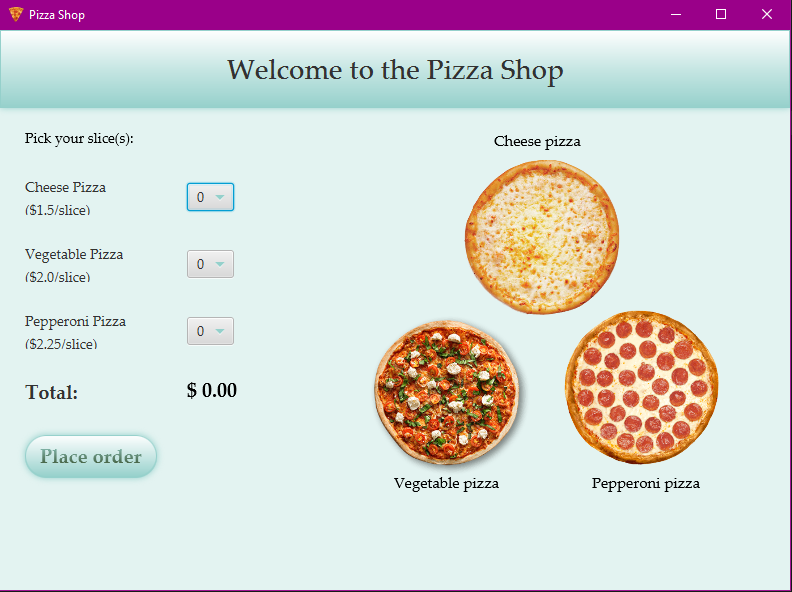 Pizza Shop
Welcome to the Pizza Shop
Pick your slice(s):
Cheese Pizza
($1.5/slice)
0
Vegetable Pizza
($2.0/slice)
0
Pepperoni Pizza
($2.25/slice)
0
Total:
$ 0.00
Place order
Cheese pizza
Vegetable pizza
Pepperoni pizza